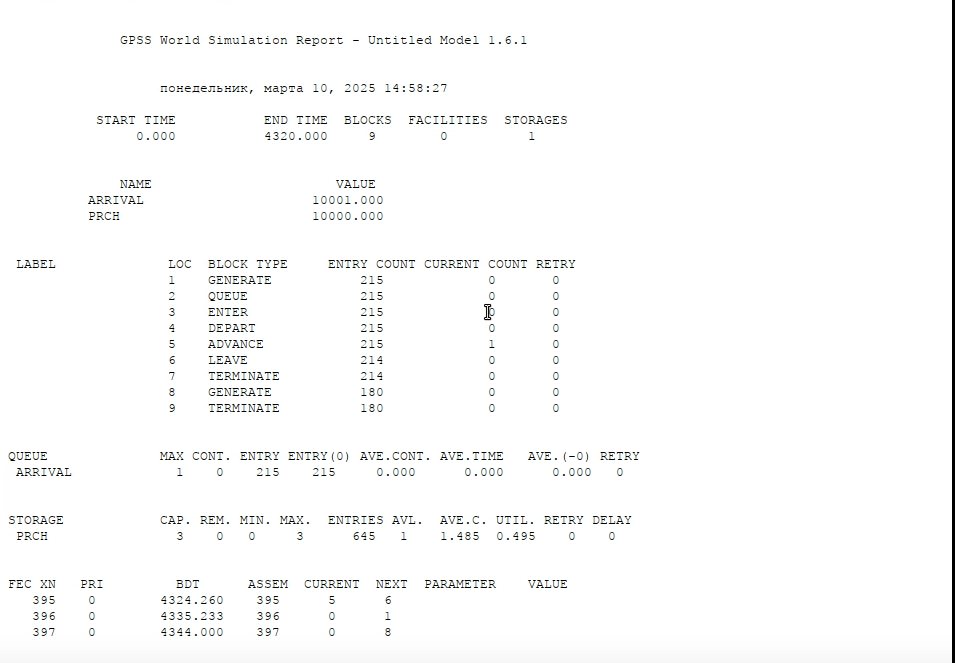 GPSS World Simulation Report - Untitled Model 1.6.1
понедельник, марта 10, 2025 14:58:27
START TIME END TIME BLOCKS FACILITIES STORAGES
0.000 4320.000 9 0 1
NAME VALUE
ARRIVAL 10001.000
PRCH 10000.000
LABEL LOC BLOCK TYPE ENTRY COUNT CURRENT COUNT RETRY
1 GENERATE 215 0 0
2 QUEUE 215 0 0
3 ENTER 215 0 0
4 DEPART 215 0 0
5 ADVANCE 215 1 0
6 LEAVE 214 0 0
7 TERMINATE 214 0 0
8 GENERATE 180 0 0
9 TERMINATE 180 0 0
QUEUE MAX CONT. ENTRY ENTRY(0) AVE.CONT. AVE.TIME AVE.(-0) RETRY
ARRIVAL 1 0 215 215 0.000 0.000 0.000 0
STORAGE CAP. REM. MIN. MAX. ENTRIES AVL. AVE.C. UTIL. RETRY DELAY
PRCH 3 0 0 3 645 1 1.485 0.495 0 0
FEC XN PRI BDT ASSEM CURRENT NEXT PARAMETER VALUE
395 0 4324.260 395 5 6
396 0 4335.233 396 0 1
397 0 4344.000 397 0 8